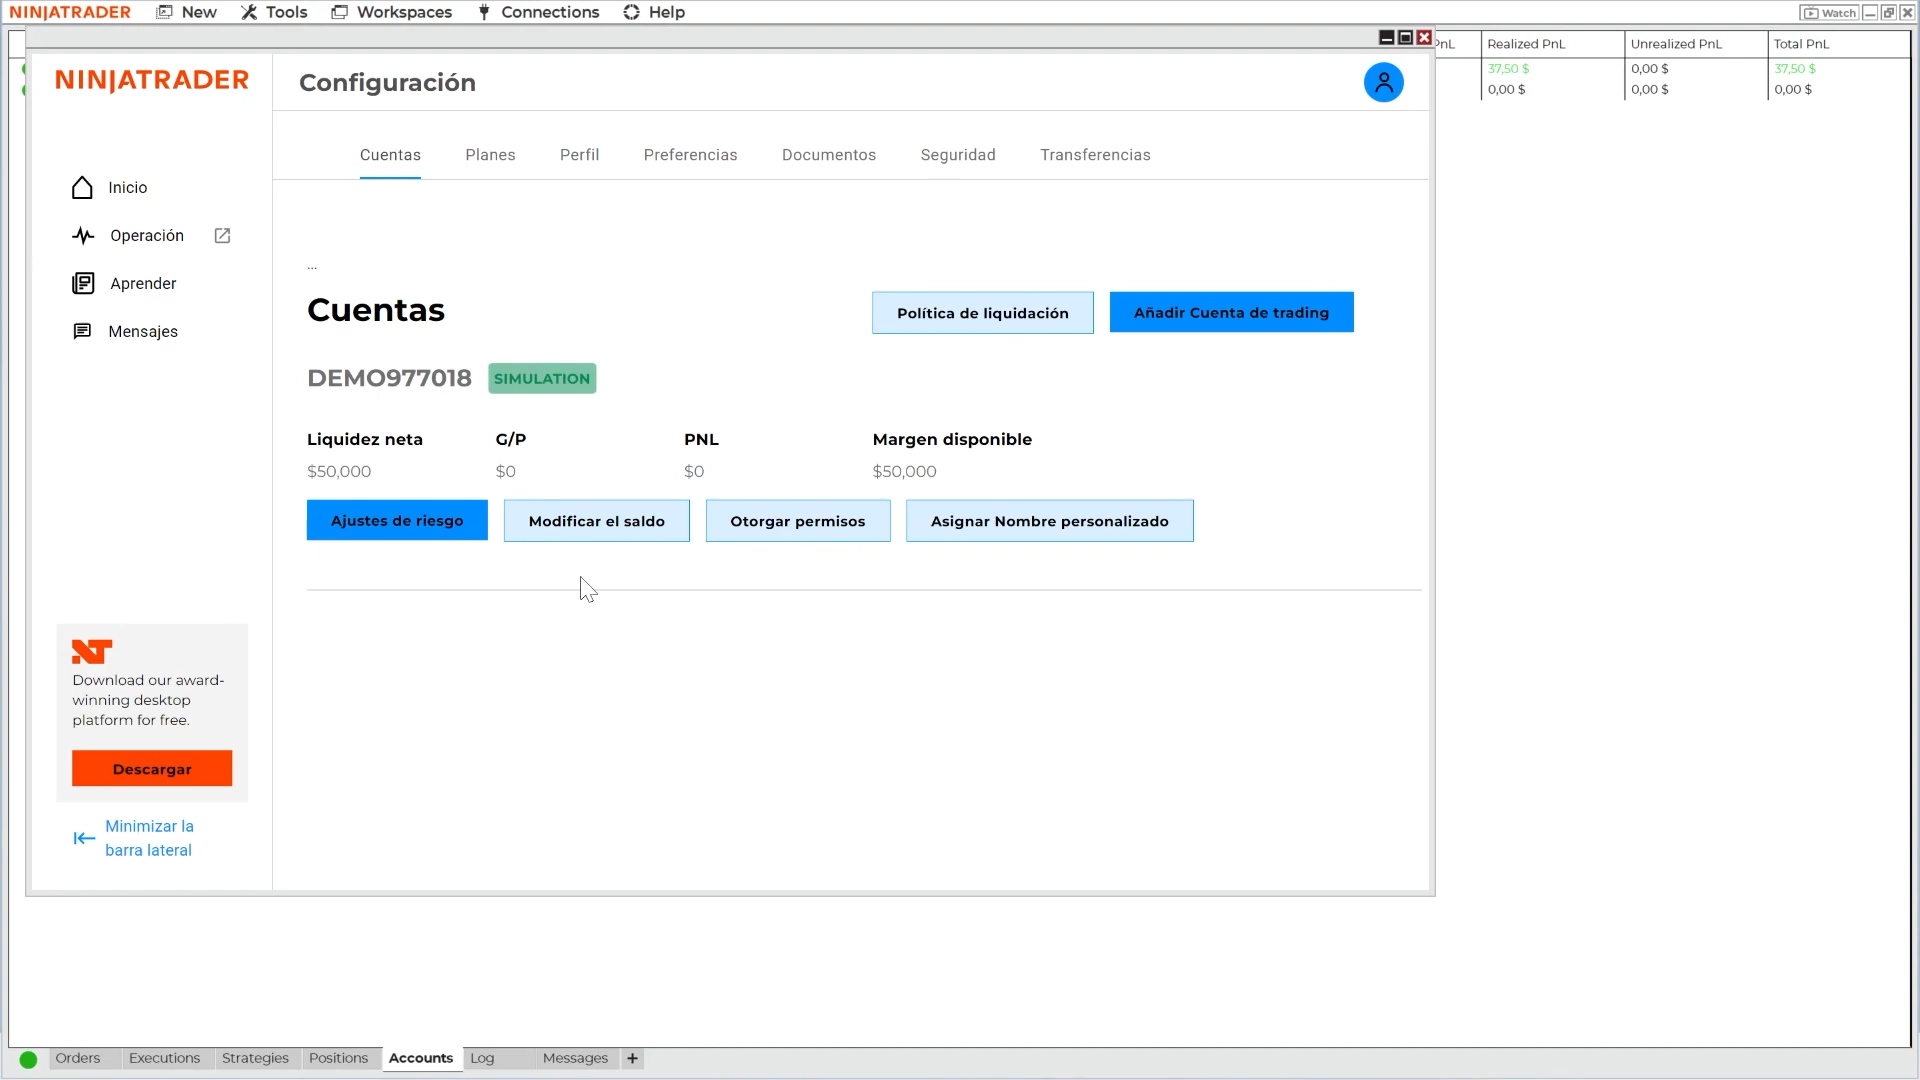 NINJATRADER New Tools Workspaces Connections Help Watch
PnL Realized PnL Unrealized PnL Total PnL
37,50 $ 0,00 $ 37,50 $
0,00 $ 0,00 $ 0,00 $
NINJATRADER
Configuración
Cuentas Planes Perfil Preferencias Documentos Seguridad Transferencias
Inicio
Operación
Aprender
Mensajes
...
Cuentas
Política de liquidación Añadir Cuenta de trading
DEMO977018 SIMULATION
Liquidez neta G/P PNL Margen disponible
$50,000 $0 $0 $50,000
Ajustes de riesgo Modificar el saldo Otorgar permisos Asignar Nombre personalizado
NT
Download our award-
winning desktop
platform for free.
Descargar
Minimizar la
barra lateral
Orders Executions Strategies Positions Accounts Log Messages +